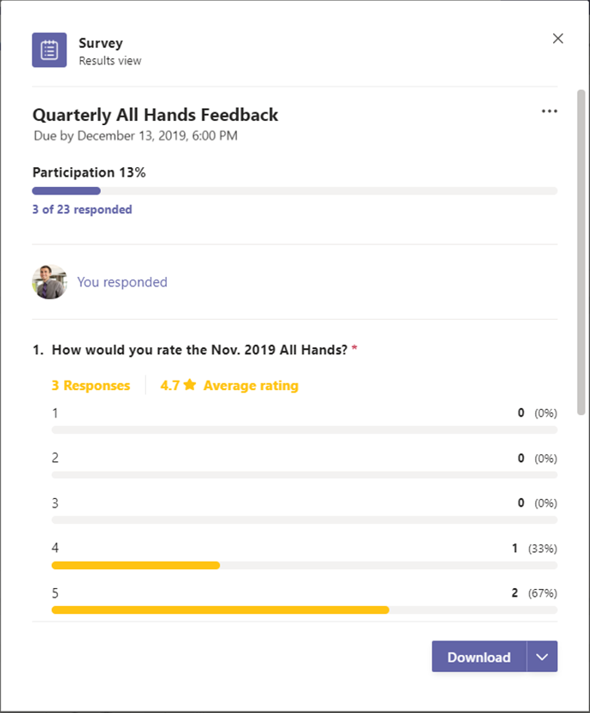 Survey
Results view
Quarterly All Hands Feedback
Due by December 13, 2019, 6:00 PM
Participation 13%
3 of 23 responded
You responded
1. How would you rate the Nov. 2019 All Hands? *
3 Responses 4.7 ★ Average rating
1 0 (0%)
2 0 (0%)
3 0 (0%)
4 1 (33%)
5 2 (67%)
Download